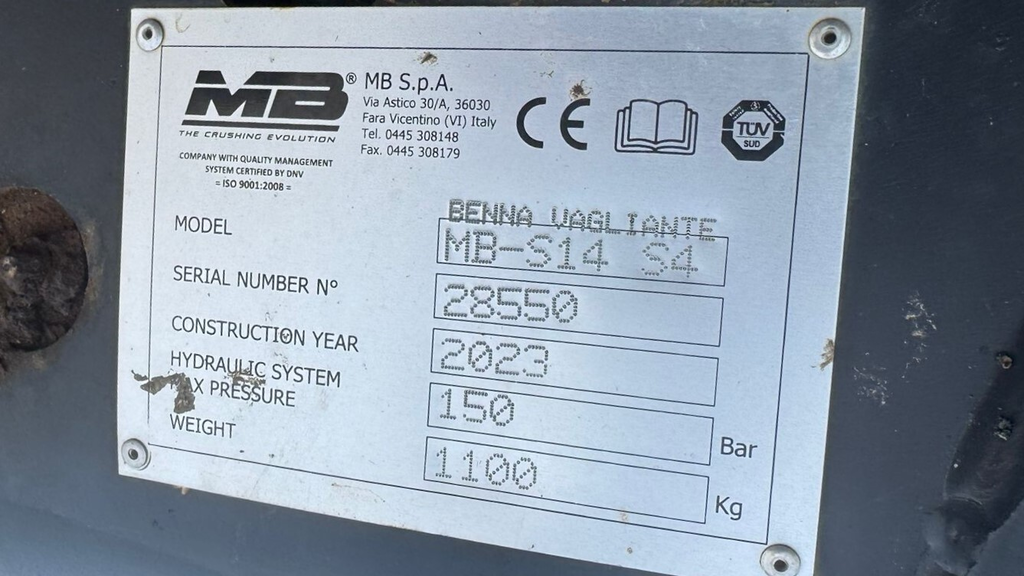 MB®
THE CRUSHING EVOLUTION
COMPANY WITH QUALITY MANAGEMENT
SYSTEM CERTIFIED BY DNV
= ISO 9001:2008 =
MB S.p.A.
Via Astico 30/A, 36030
Fara Vicentino (VI) Italy
Tel. 0445 308148
Fax. 0445 308179
CE
TÜV
SUD
BENNA VAGLIANTE
MODEL MB-S14 S4
SERIAL NUMBER N° 28550
CONSTRUCTION YEAR 2023
HYDRAULIC SYSTEM
MAX PRESSURE 150 Bar
WEIGHT 1100 Kg